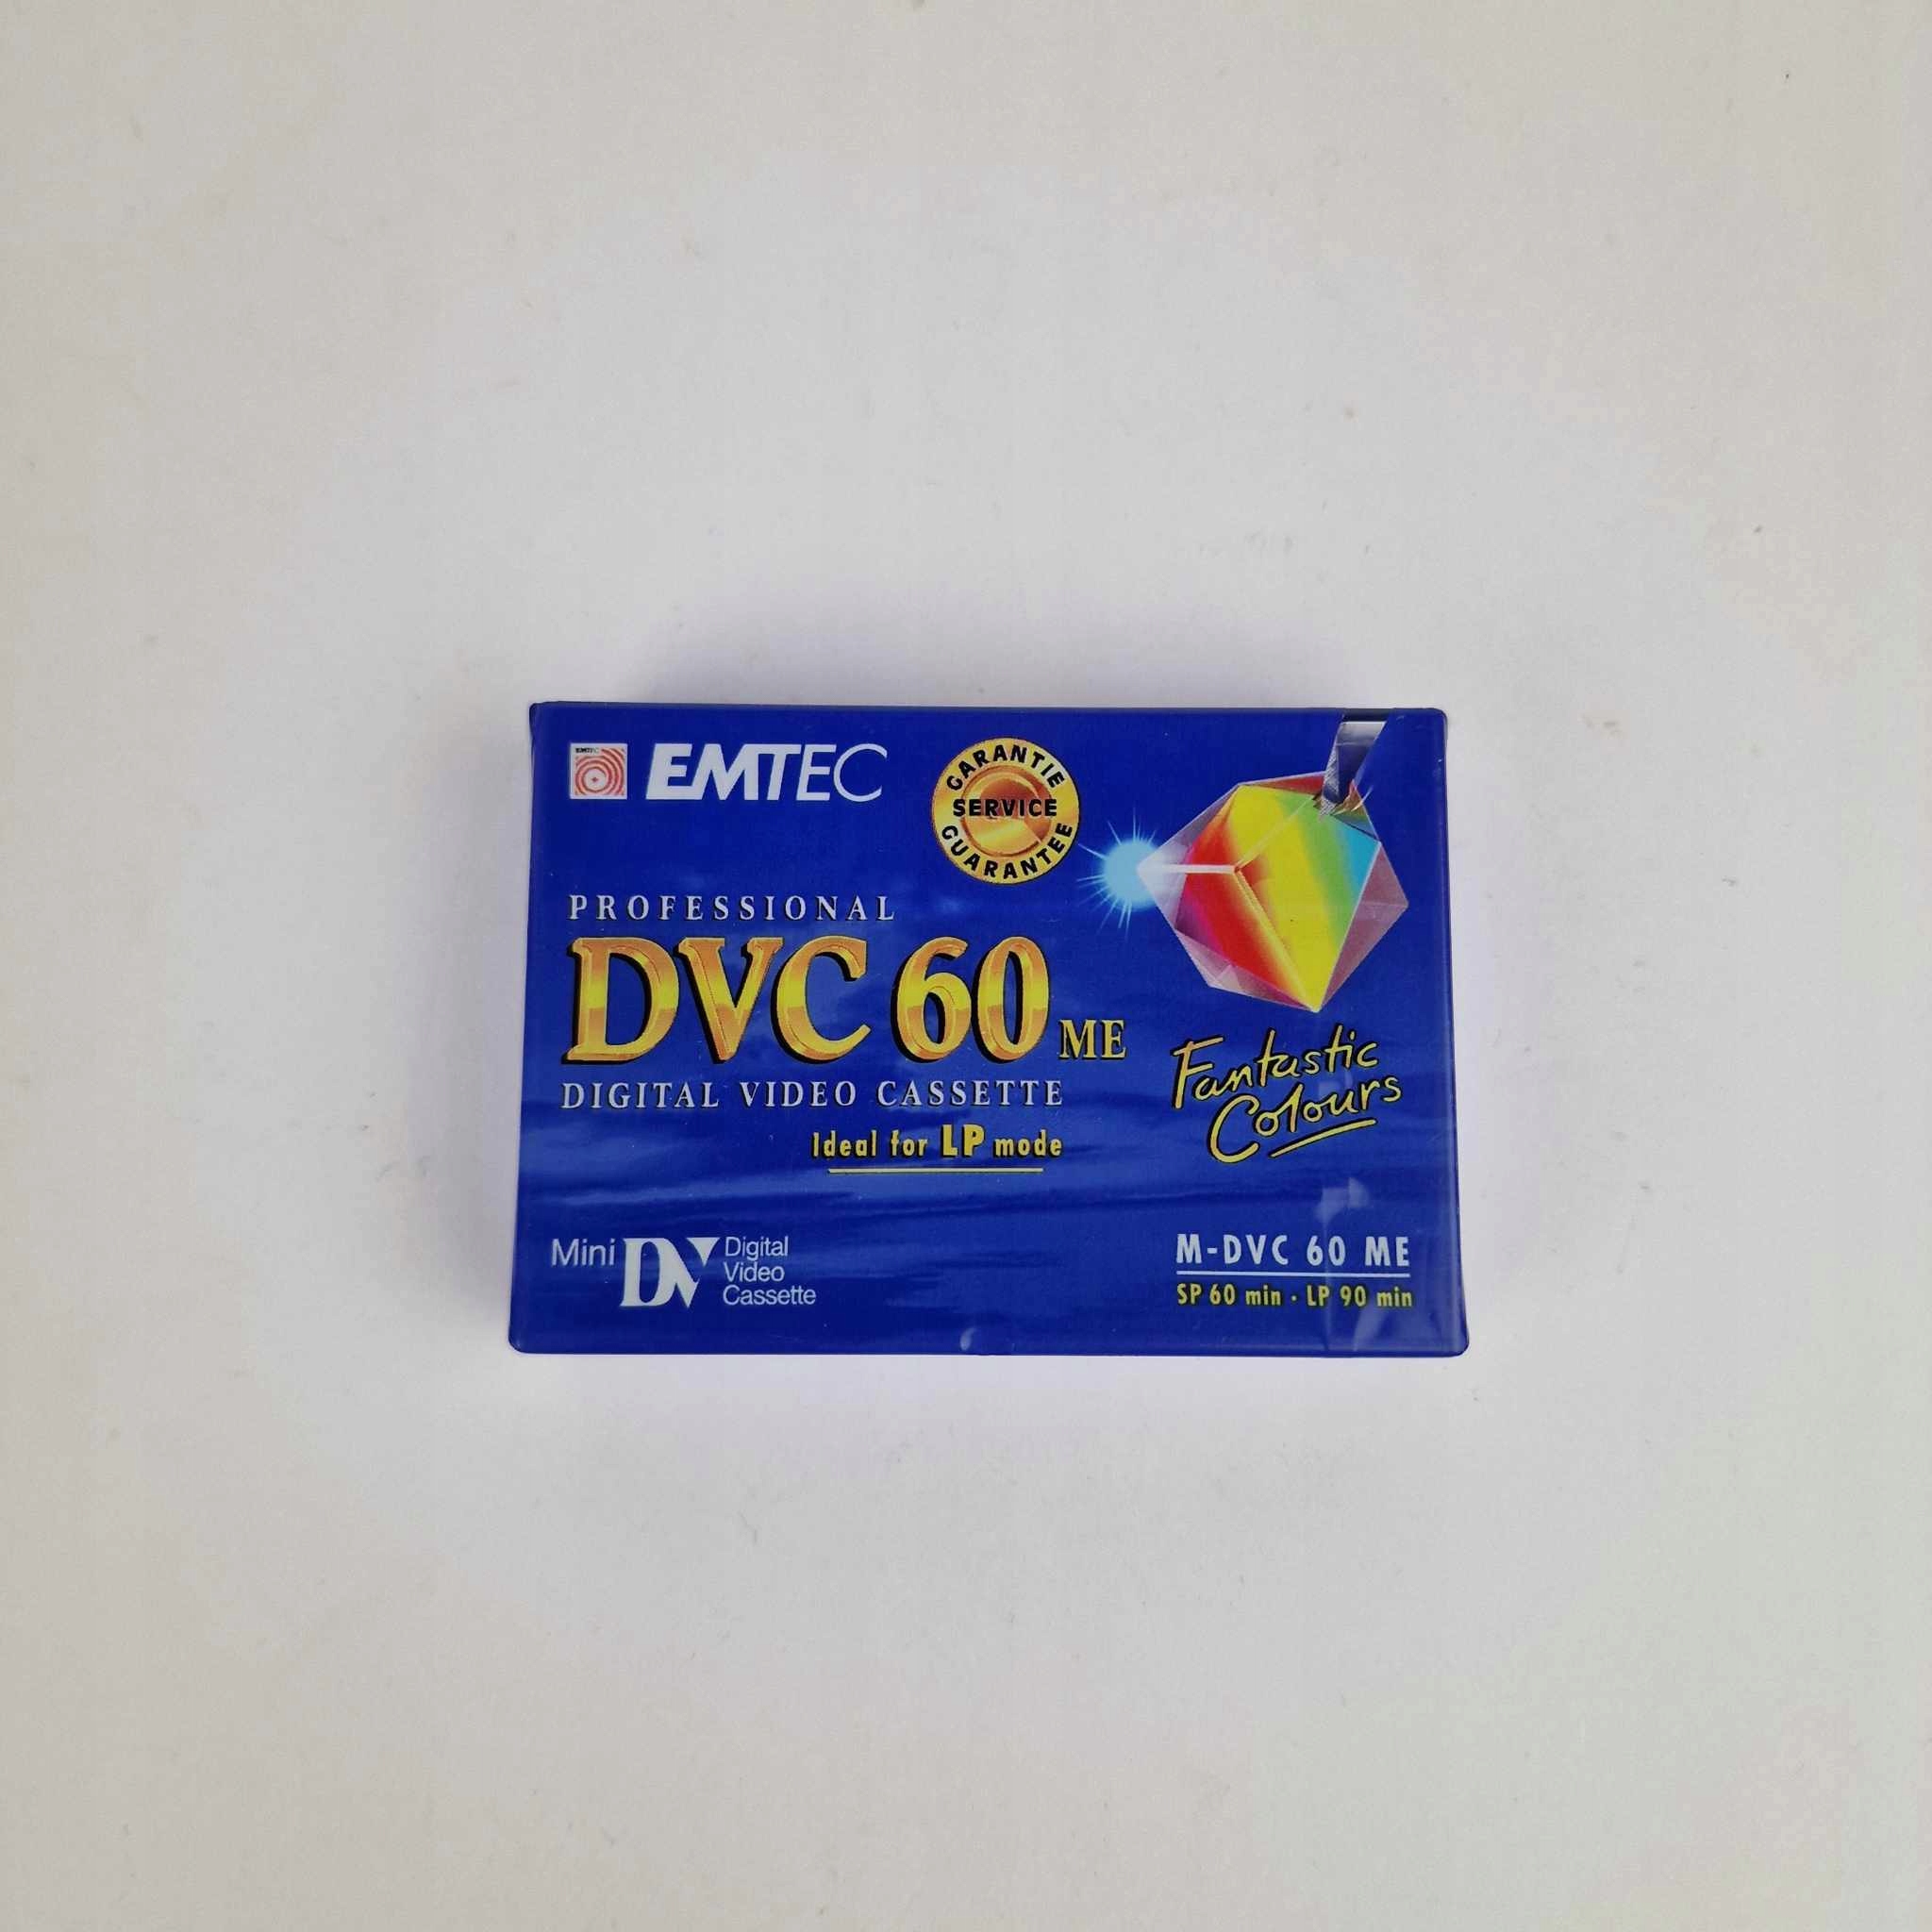 EMTEC
EMTEC
GARANTIE
SERVICE
GUARANTEE
PROFESSIONAL
DVC 60 ME
DIGITAL VIDEO CASSETTE
Ideal for LP mode
Fantastic
Colours
Mini DV Digital
Video
Cassette
M-DVC 60 ME
SP 60 min · LP 90 min